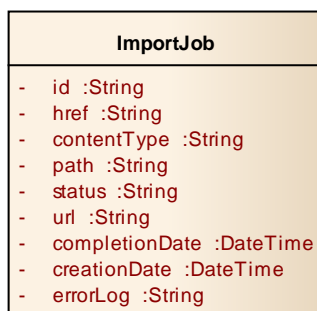 ImportJob
- id :String
- href :String
- contentType :String
- path :String
- status :String
- url :String
- completionDate :DateTime
- creationDate :DateTime
- errorLog :String